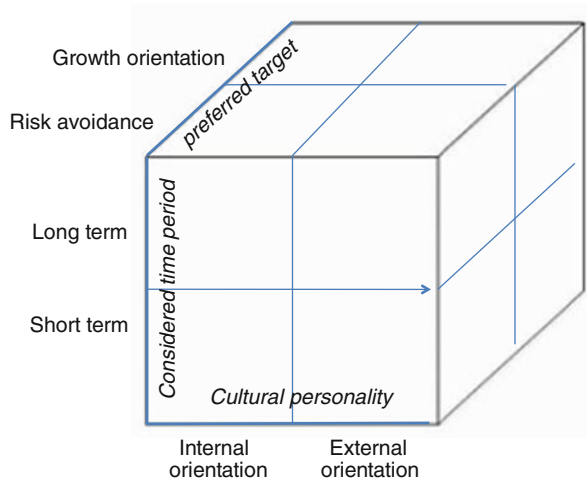 Growth orientation
preferred target
Risk avoidance
Long term
Considered time period
Short term
Cultural personality
Internal
orientation
External
orientation